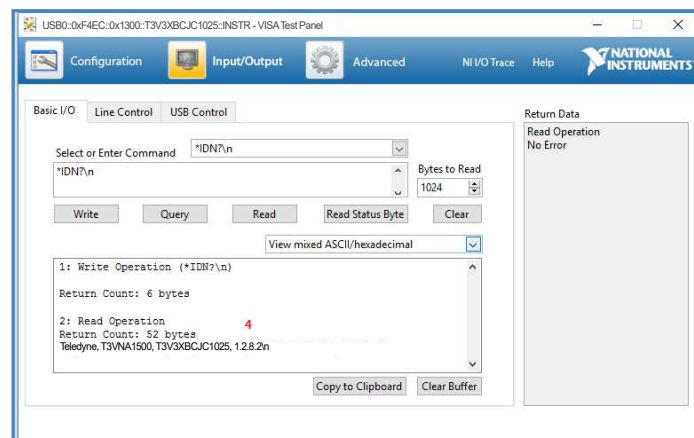 USB0::0xF4EC::0x1300::T3V3XBCJC1025::INSTR - VISA Test Panel
Configuration Input/Output Advanced NI I/O Trace Help NATIONAL INSTRUMENTS
Basic I/O Line Control USB Control
Select or Enter Command *IDN?\n
*IDN?\n
Bytes to Read
1024
Write Query Read Read Status Byte Clear
View mixed ASCII/hexadecimal
1: Write Operation (*IDN?\n)
Return Count: 6 bytes
2: Read Operation 4
Return Count: 52 bytes
Teledyne, T3VNA1500, T3V3XBCJC1025, 1.2.8.2\n
Copy to Clipboard Clear Buffer
Return Data
Read Operation
No Error